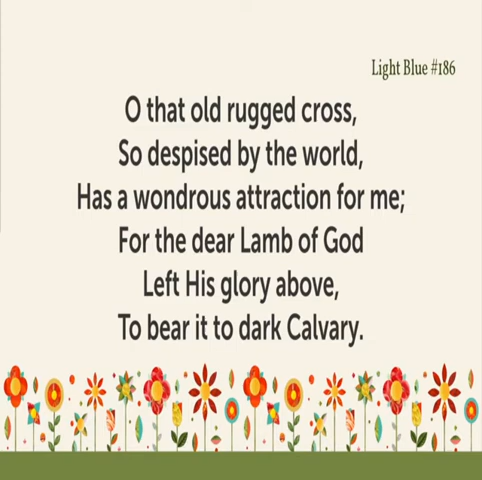 Light Blue #186
O that old rugged cross,
So despised by the world,
Has a wondrous attraction for me;
For the dear Lamb of God
Left His glory above,
To bear it to dark Calvary.